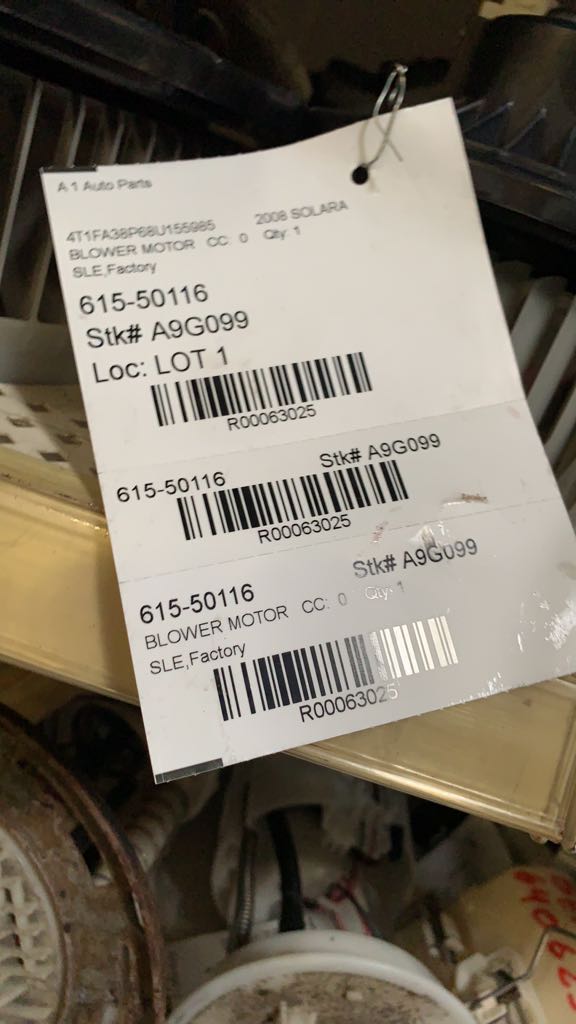 A 1 Auto Parts
4T1FA38P68U155985 2008 SOLARA
BLOWER MOTOR CC: 0 Qty: 1
SLE,Factory
615-50116
Stk# A9G099
Loc: LOT 1
R00063025
615-50116 Stk# A9G099
R00063025
615-50116 Stk# A9G099
BLOWER MOTOR CC: 0 Qty: 1
SLE,Factory
R00063025